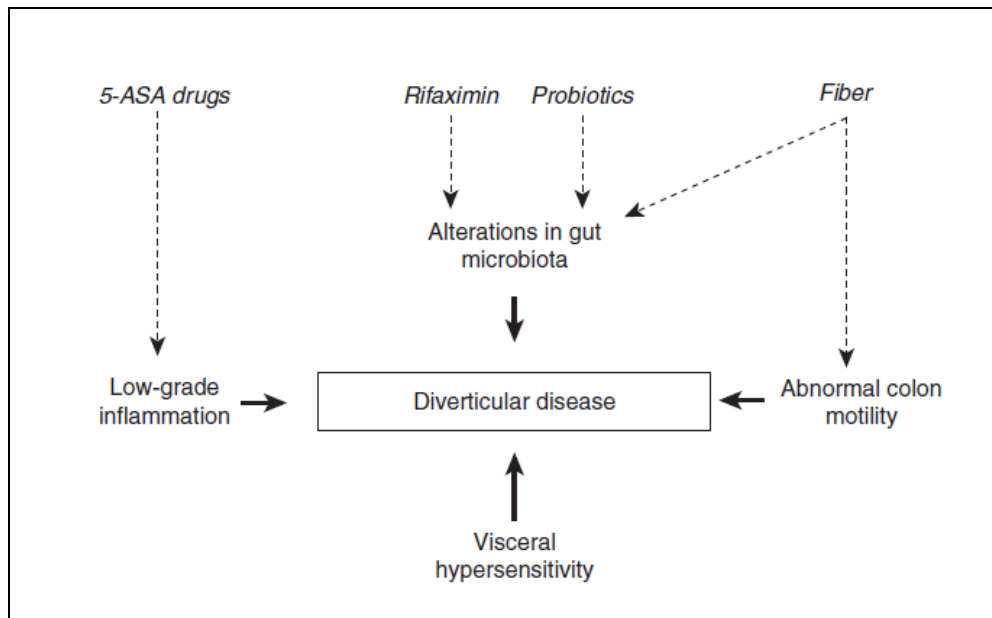 5-ASA drugs
Rifaximin
Probiotics
Fiber
Alterations in gut
microbiota
Low-grade
inflammation
Diverticular disease
Abnormal colon
motility
Visceral
hypersensitivity